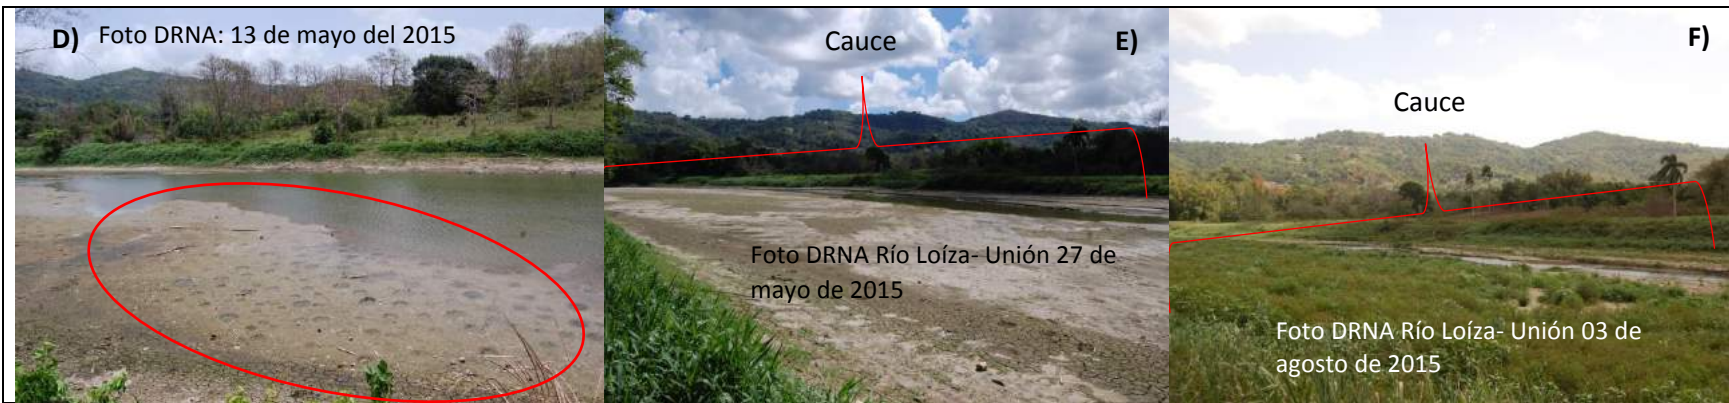 D) Foto DRNA: 13 de mayo del 2015
Cauce
E)
Foto DRNA Río Loíza- Unión 27 de
mayo de 2015
F)
Cauce
Foto DRNA Río Loíza- Unión 03 de
agosto de 2015